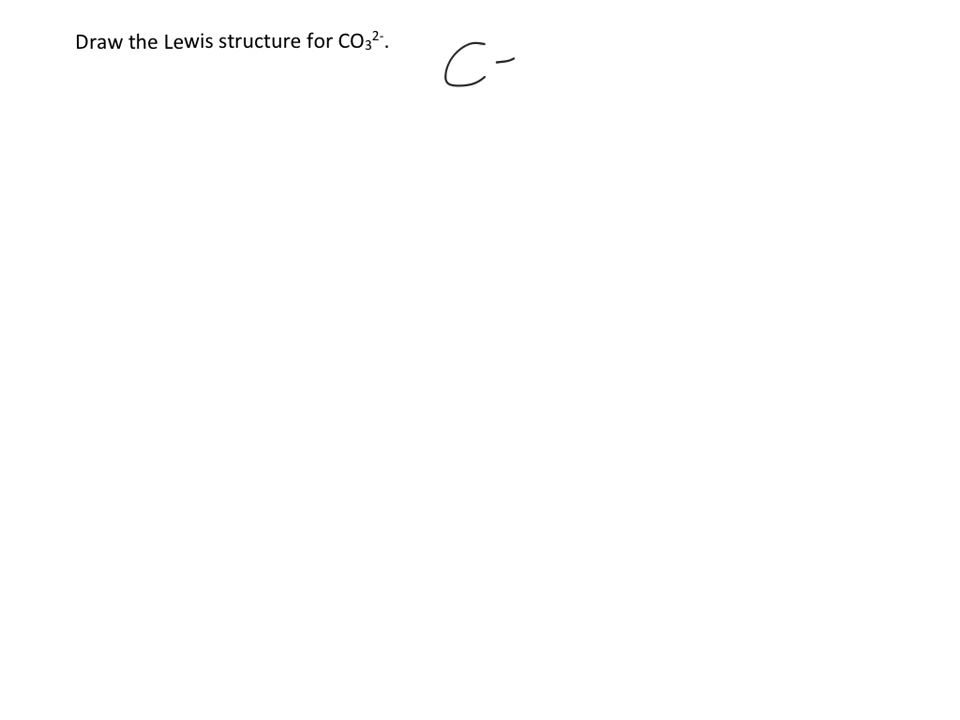 Draw the Lewis structure for CO₃²⁻.
C-